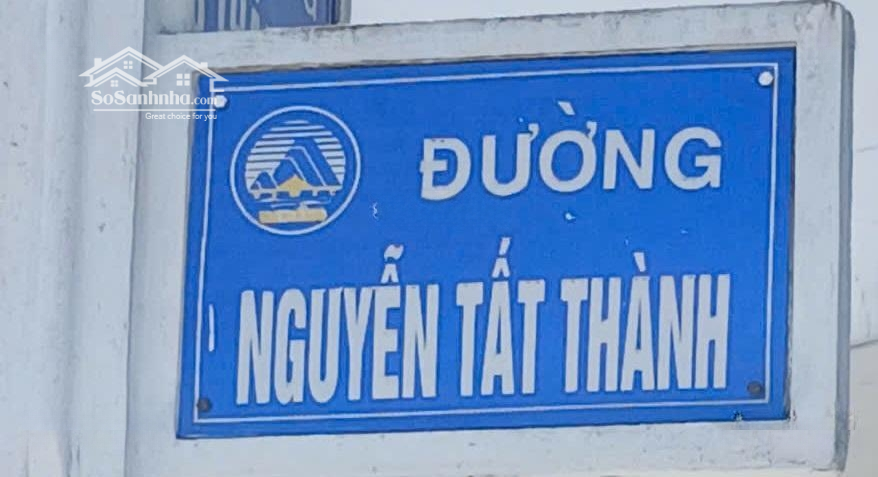 SoSanhnha.com
Great choice for you
ĐƯỜNG
NGUYỄN TẤT THÀNH